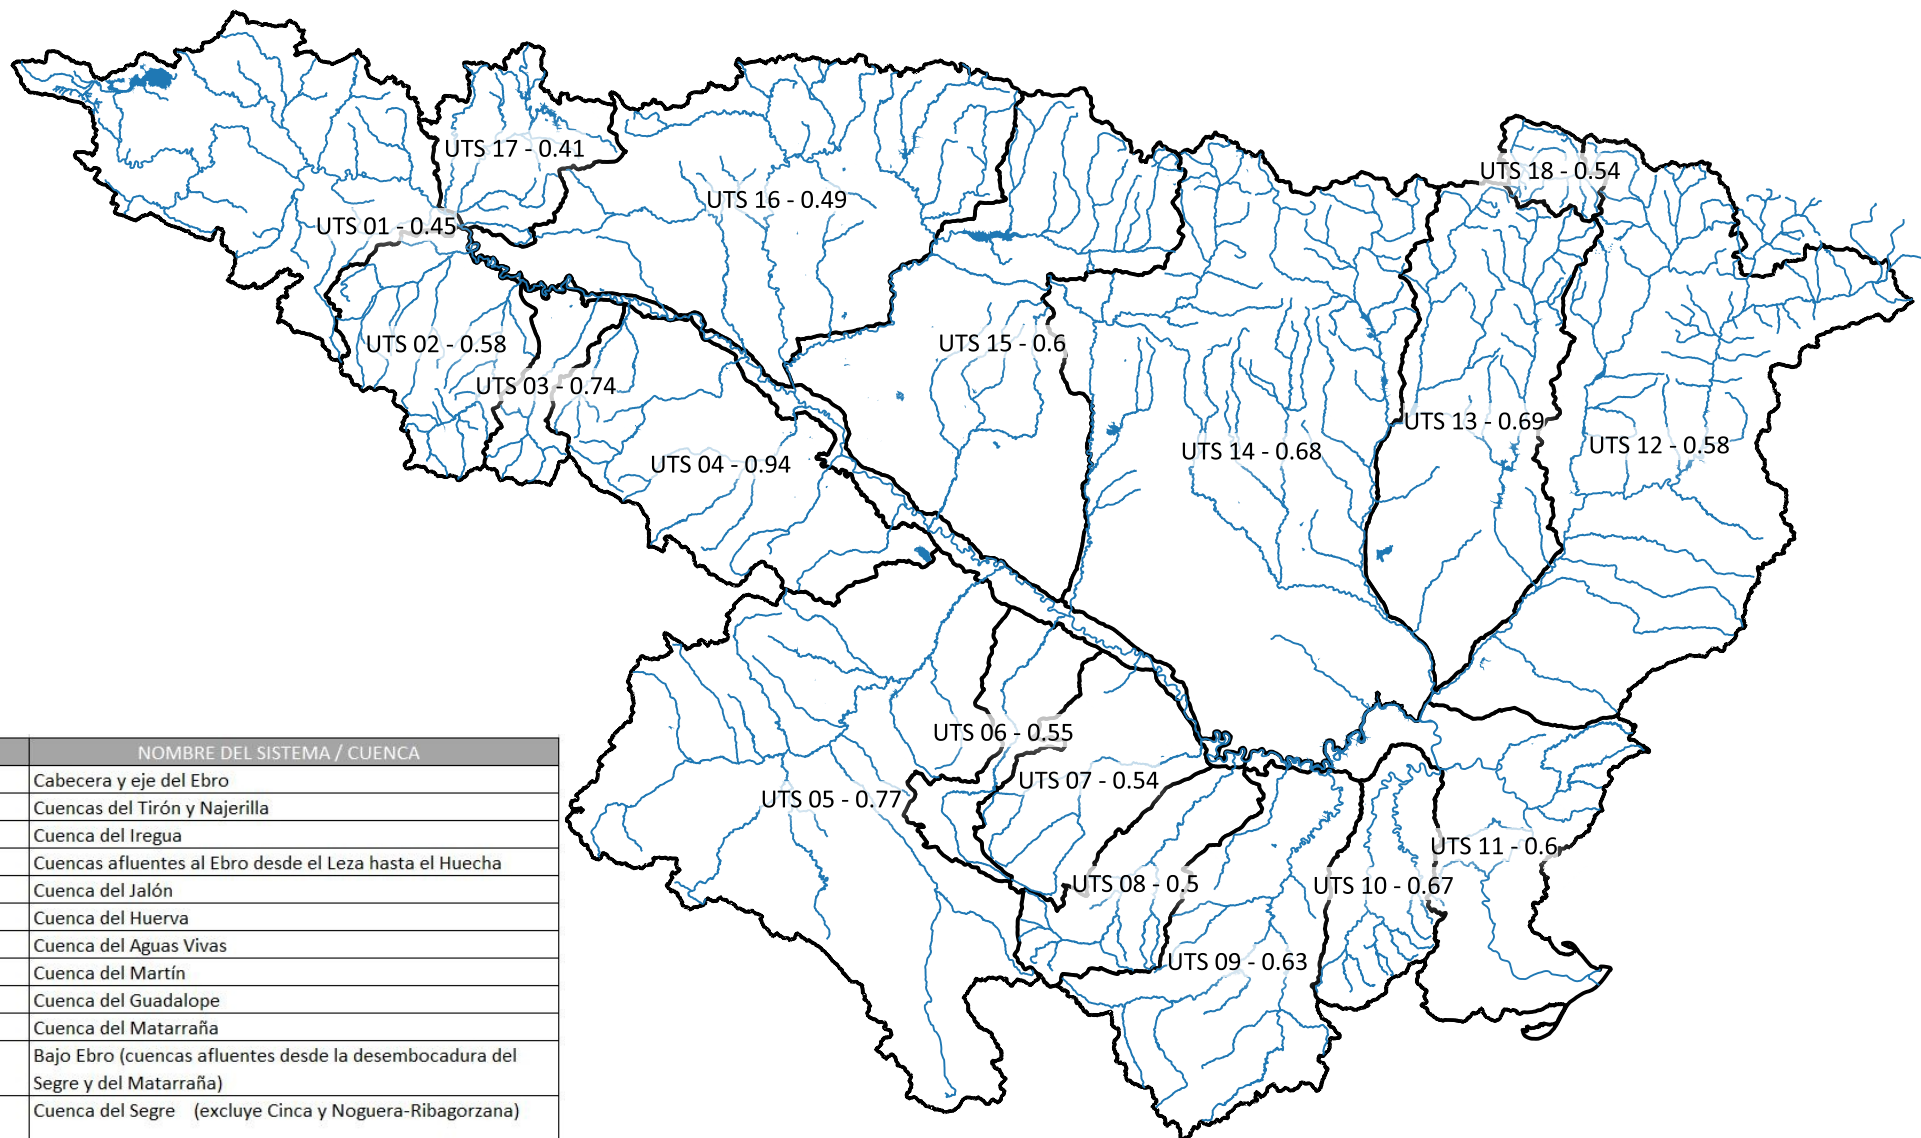 UTS 17 - 0.41
UTS 18 - 0.54
UTS 16 - 0.49
UTS 01 - 0.45
UTS 02 - 0.58
UTS 15 - 0.6
UTS 03 - 0.74
UTS 13 - 0.69
UTS 12 - 0.58
UTS 14 - 0.68
UTS 04 - 0.94
UTS 06 - 0.55
UTS 07 - 0.54
UTS 05 - 0.77
UTS 11 - 0.6
UTS 08 - 0.5
UTS 10 - 0.67
UTS 09 - 0.63
NOMBRE DEL SISTEMA / CUENCA
Cabecera y eje del Ebro
Cuencas del Tirón y Najerilla
Cuenca del Iregua
Cuencas afluentes al Ebro desde el Leza hasta el Huecha
Cuenca del Jalón
Cuenca del Huerva
Cuenca del Aguas Vivas
Cuenca del Martín
Cuenca del Guadalope
Cuenca del Matarraña
Bajo Ebro (cuencas afluentes desde la desembocadura del
Segre y del Matarraña)
Cuenca del Segre (excluye Cinca y Noguera-Ribagorzana)